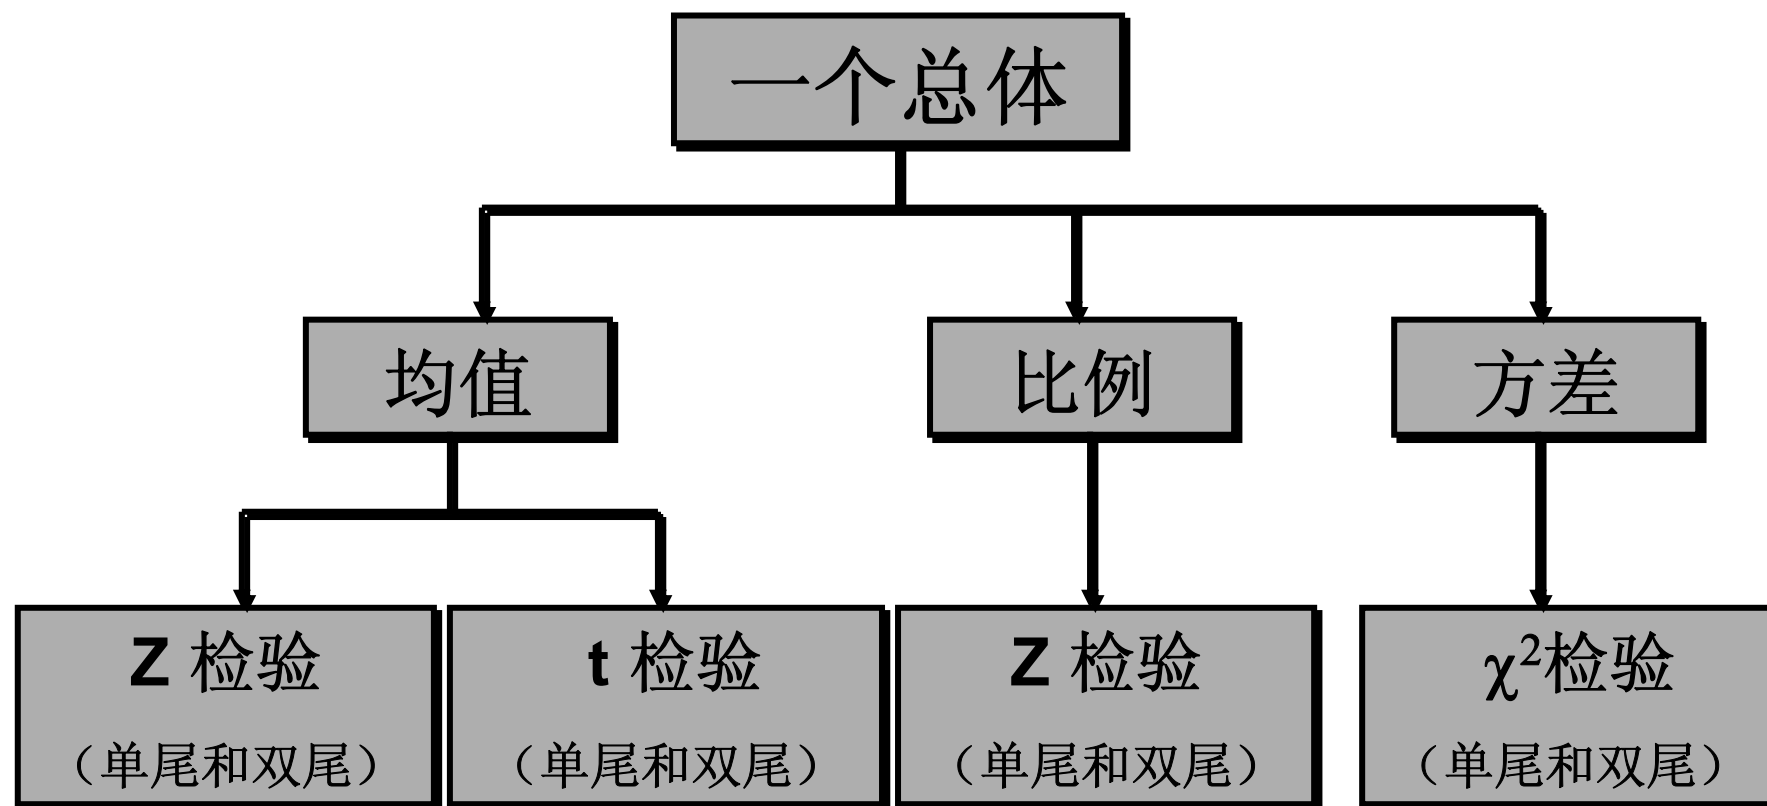 一个总体
均值
比例
方差
Z 检验
（单尾和双尾）
t 检验
（单尾和双尾）
Z 检验
（单尾和双尾）
χ²检验
（单尾和双尾）